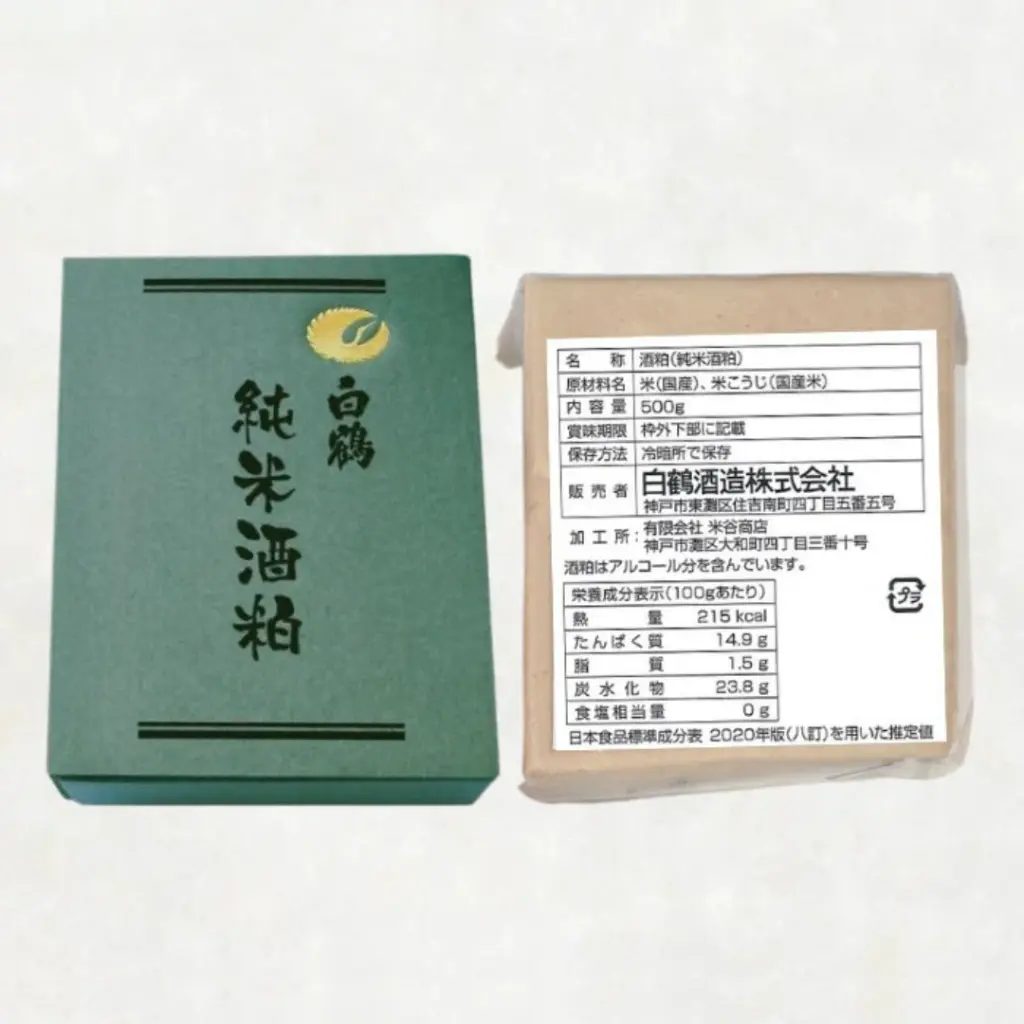 白鶴
純米酒粕
名称 酒粕(純米酒粕)
原材料名 米(国産)、米こうじ(国産米)
内容量 500g
賞味期限 枠外下部に記載
保存方法 冷暗所で保存
販売者 白鶴酒造株式会社
神戸市東灘区住吉南町四丁目五番五号
加工所:有限会社 米谷商店
神戸市灘区大和町四丁目三番十号
酒粕はアルコール分を含んでいます。
栄養成分表示(100gあたり)
熱量 215 kcal
たんぱく質 14.9 g
脂質 1.5 g
炭水化物 23.8 g
食塩相当量 0 g
プラ
日本食品標準成分表 2020年版(八訂)を用いた推定値